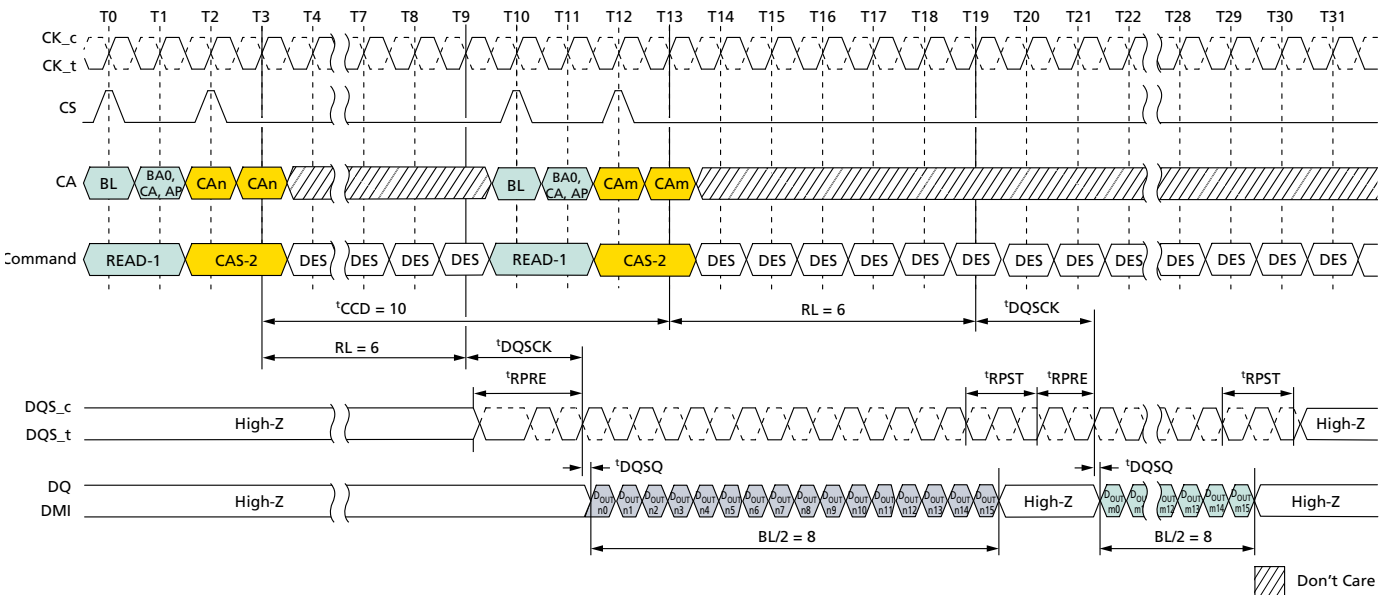 T0 T1 T2 T3 T4 T7 T8 T9 T10 T11 T12 T13 T14 T15 T16 T17 T18 T19 T20 T21 T22 T28 T29 T30 T31
CK_c
CK_t
CS
CA BL BA0, CA, AP CAn CAn BL BA0, CA, AP CAm CAm
Command READ-1 CAS-2 DES DES DES DES READ-1 CAS-2 DES DES DES DES DES DES DES DES DES DES DES DES DES
tCCD = 10 RL = 6 tDQSCK
RL = 6 tDQSCK
tRPRE tRPST tRPRE tRPST
DQS_c
DQS_t
High-Z High-Z
tDQSQ tDQSQ
DQ
DMI
High-Z DOUT n0 DOUT n1 DOUT n2 DOUT n3 DOUT n4 DOUT n5 DOUT n6 DOUT n7 DOUT n8 DOUT n9 DOUT n10 DOUT n11 DOUT n12 DOUT n13 DOUT n14 DOUT n15 High-Z DOUT m0 DOUT m1 DOUT m12 DOUT m13 DOUT m14 DOUT m15 High-Z
BL/2 = 8 BL/2 = 8
Don't Care